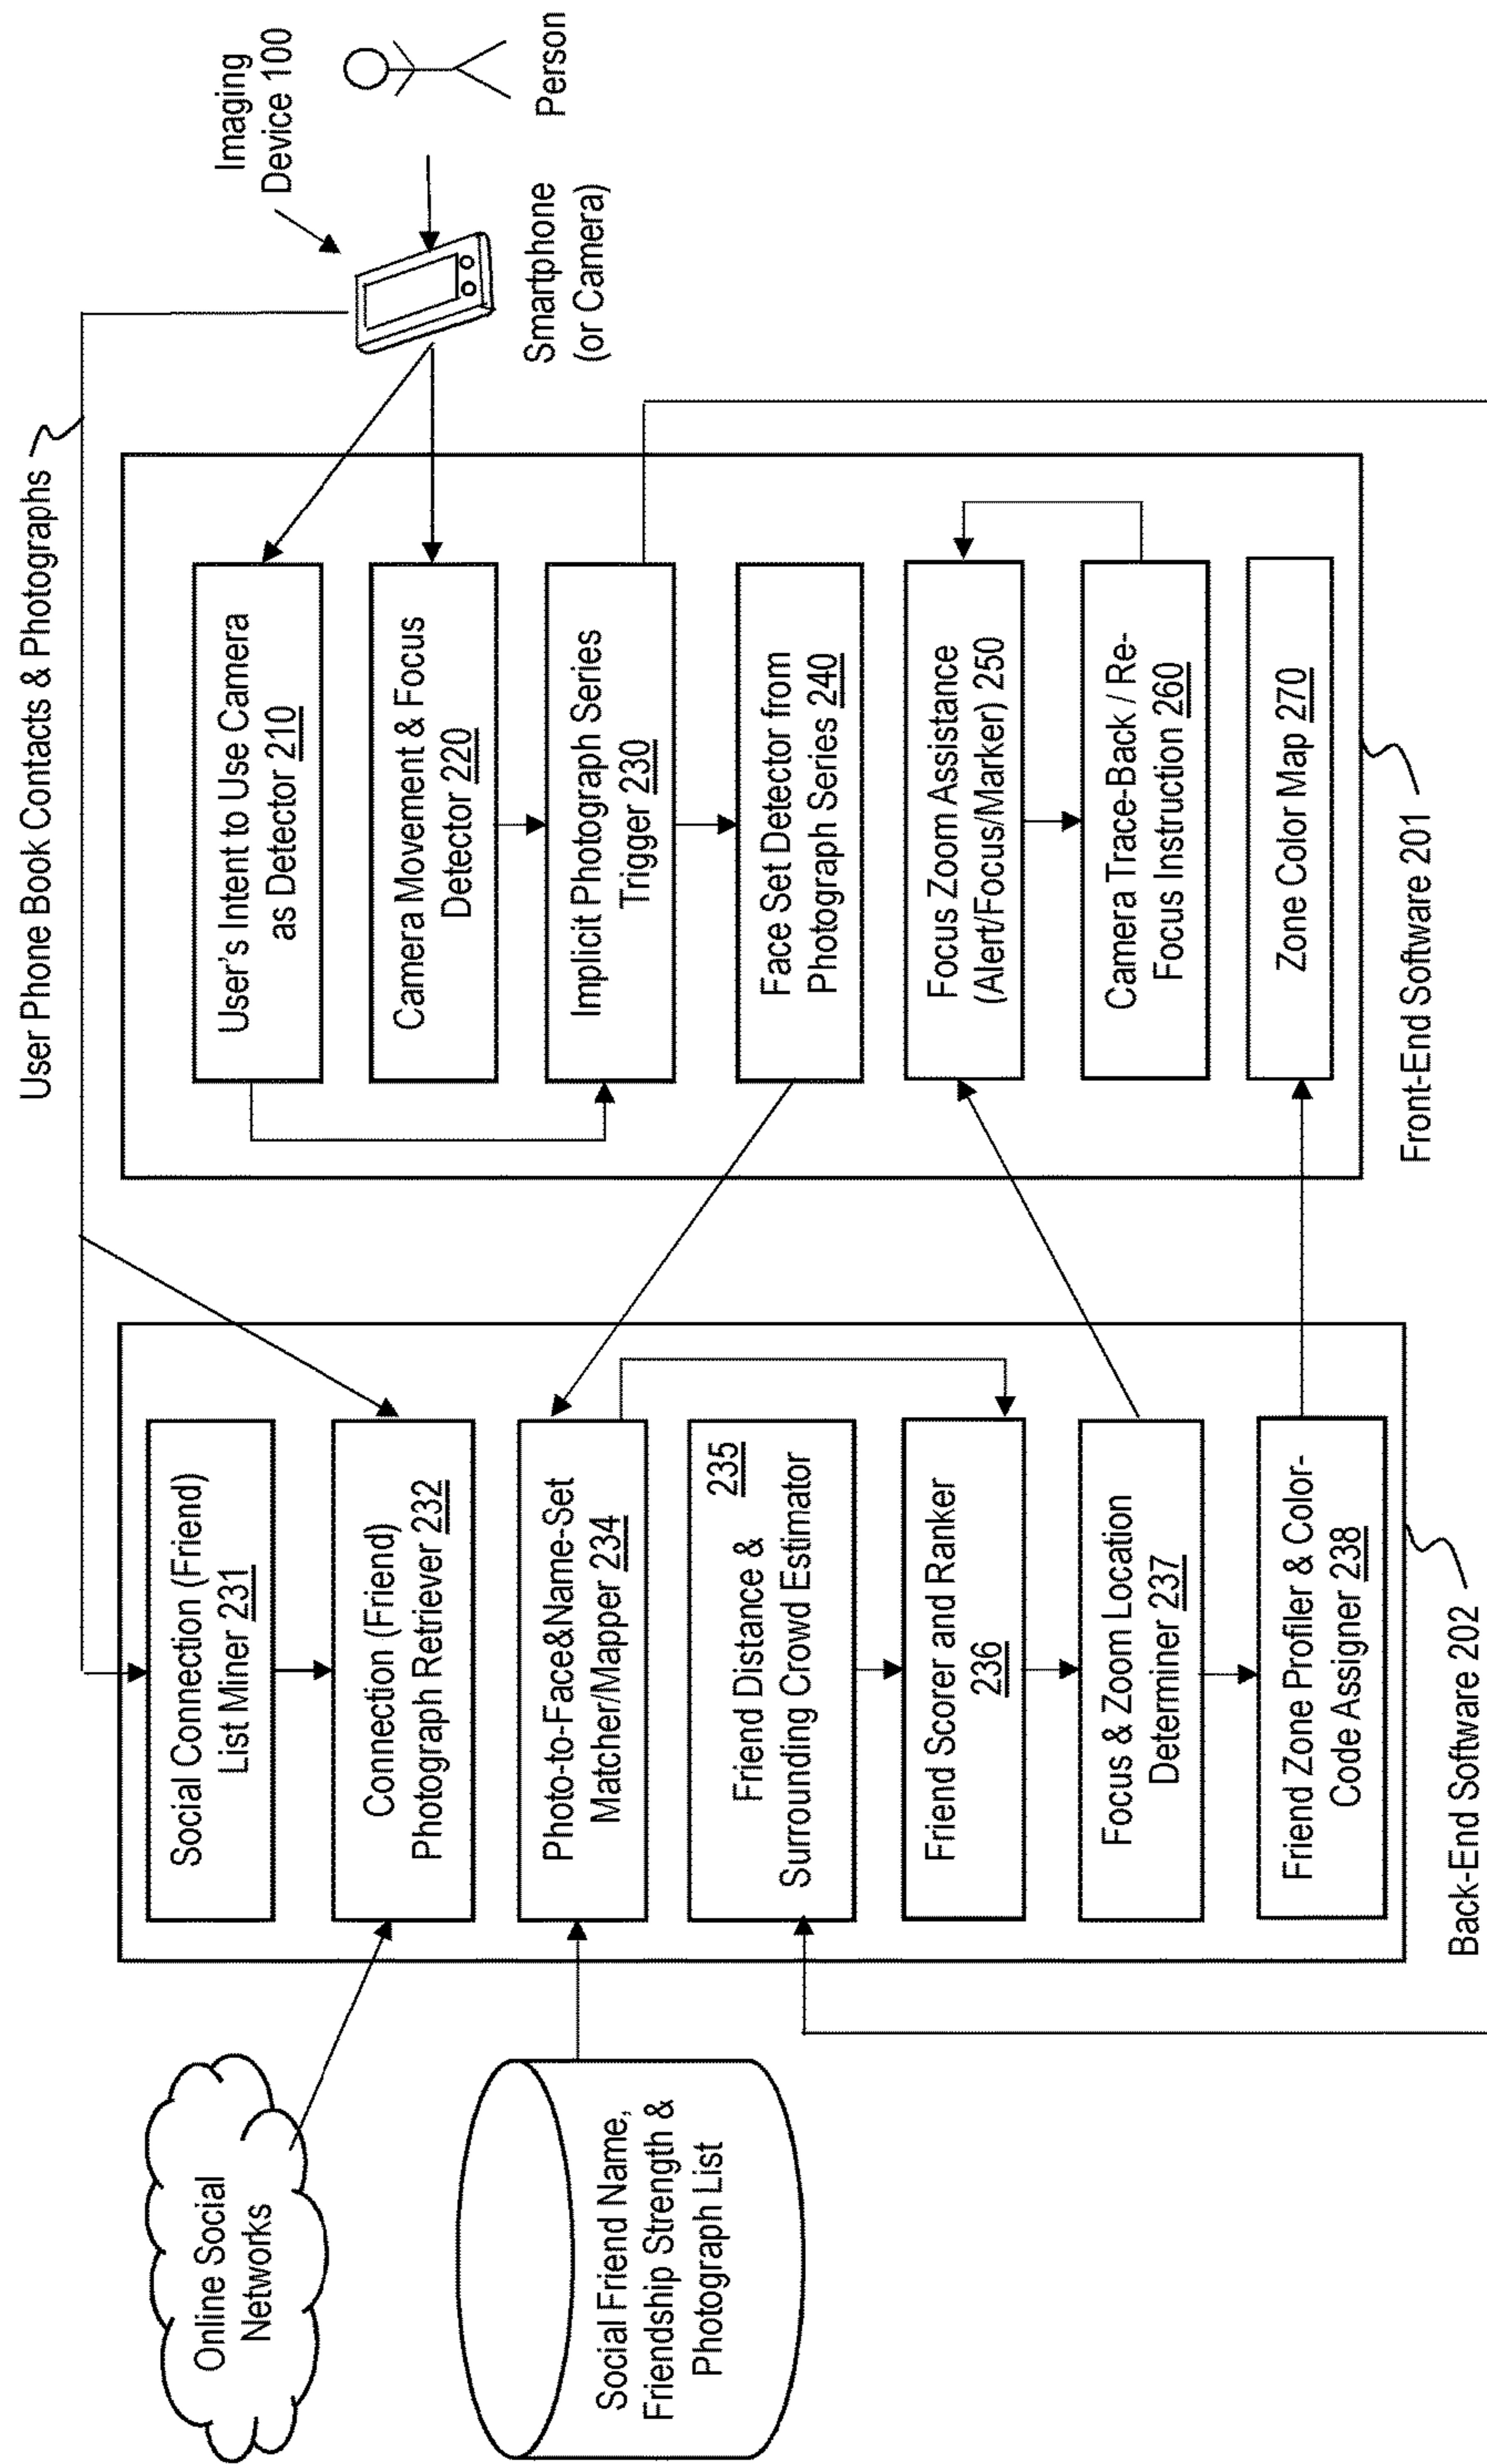 User Phone Book Contacts & Photographs
Imaging
Device 100
Person
Smartphone
(or Camera)
User's Intent to Use Camera
as Detector 210
Camera Movement & Focus
Detector 220
Implicit Photograph Series
Trigger 230
Face Set Detector from
Photograph Series 240
Focus Zoom Assistance
(Alert/Focus/Marker) 250
Camera Trace-Back / Re-
Focus Instruction 260
Zone Color Map 270
Front-End Software 201
Social Connection (Friend)
List Miner 231
Connection (Friend)
Photograph Retriever 232
Photo-to-Face&Name-Set
Matcher/Mapper 234
Friend Distance & 235
Surrounding Crowd Estimator
Friend Scorer and Ranker
236
Focus & Zoom Location
Determiner 237
Friend Zone Profiler & Color-
Code Assigner 238
Back-End Software 202
Online Social
Networks
Social Friend Name,
Friendship Strength &
Photograph List